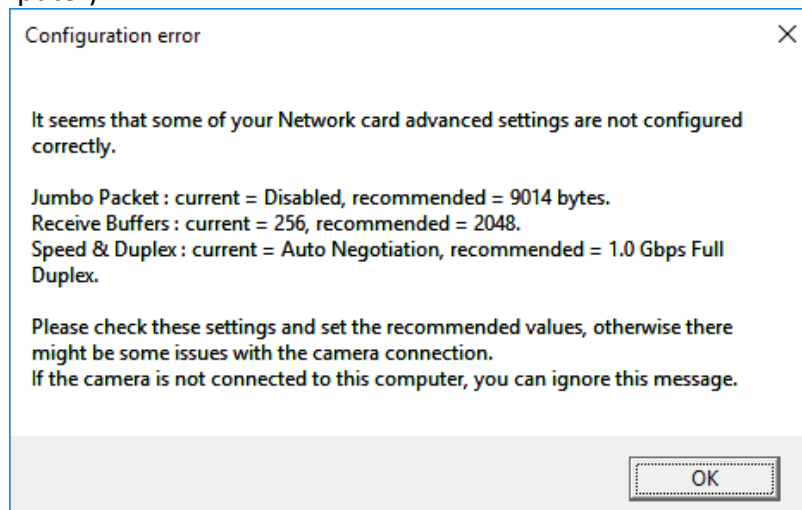 Configuration error
It seems that some of your Network card advanced settings are not configured
correctly.
Jumbo Packet : current = Disabled, recommended = 9014 bytes.
Receive Buffers : current = 256, recommended = 2048.
Speed & Duplex : current = Auto Negotiation, recommended = 1.0 Gbps Full
Duplex.
Please check these settings and set the recommended values, otherwise there
might be some issues with the camera connection.
If the camera is not connected to this computer, you can ignore this message.
OK